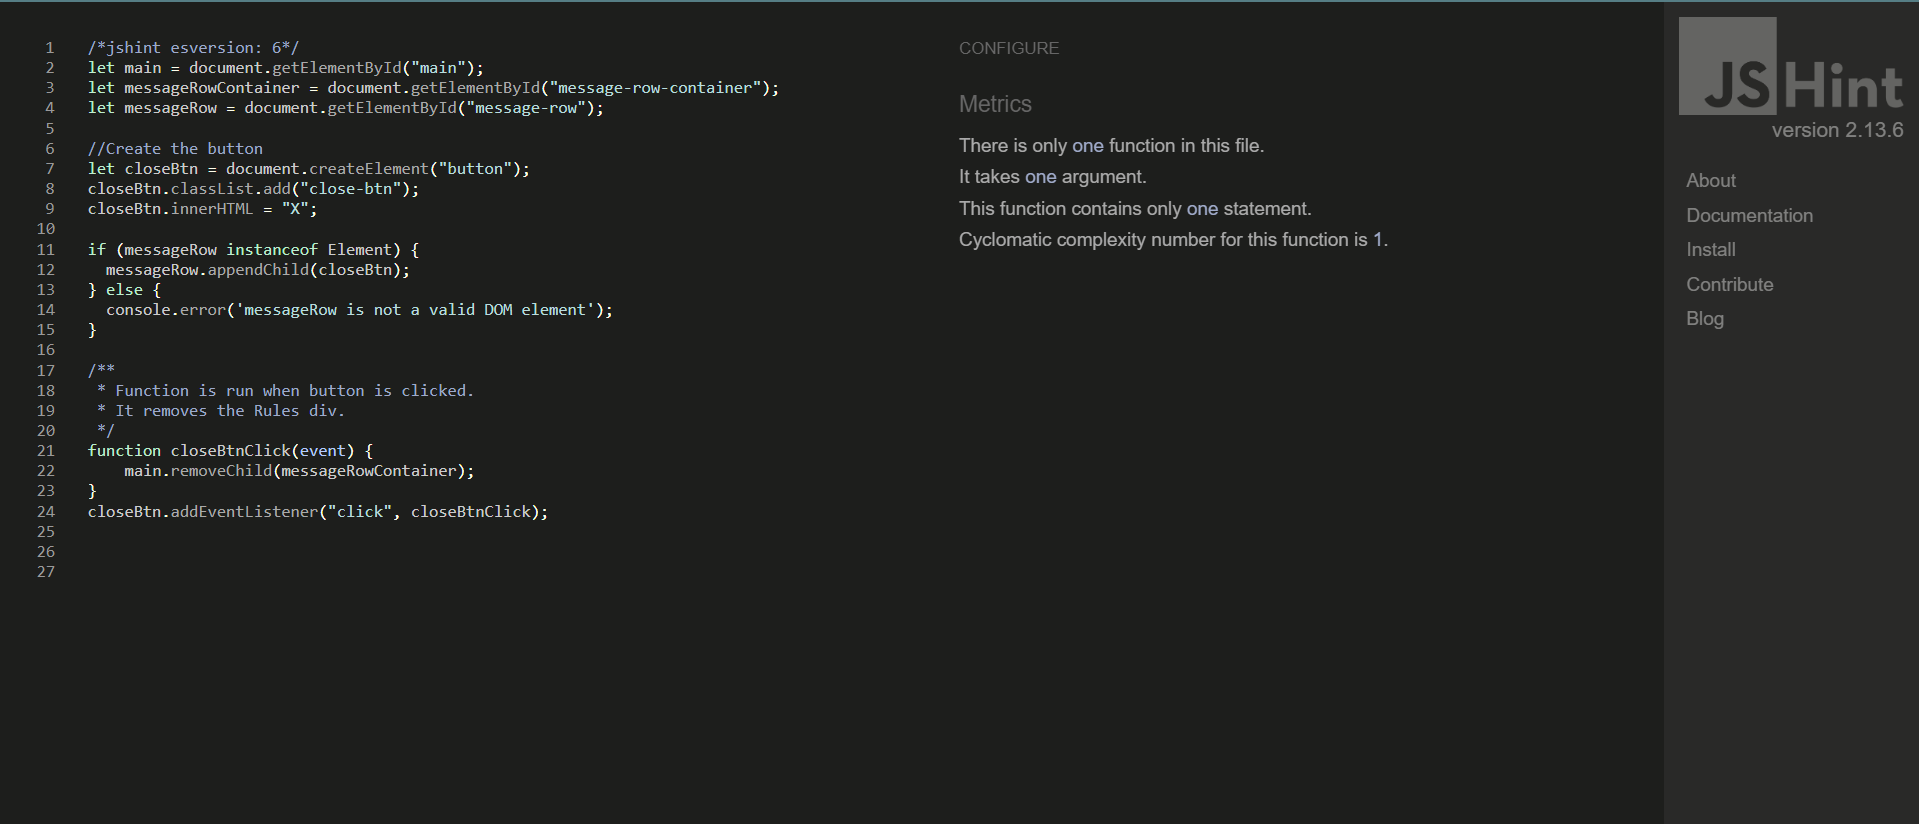 1 /*jshint esversion: 6*/
2 let main = document.getElementById("main");
3 let messageRowContainer = document.getElementById("message-row-container");
4 let messageRow = document.getElementById("message-row");
5
6 //Create the button
7 let closeBtn = document.createElement("button");
8 closeBtn.classList.add("close-btn");
9 closeBtn.innerHTML = "X";
10
11 if (messageRow instanceof Element) {
12   messageRow.appendChild(closeBtn);
13 } else {
14   console.error('messageRow is not a valid DOM element');
15 }
16
17 /**
18  * Function is run when button is clicked.
19  * It removes the Rules div.
20  */
21 function closeBtnClick(event) {
22     main.removeChild(messageRowContainer);
23 }
24 closeBtn.addEventListener("click", closeBtnClick);
25
26
27
CONFIGURE
Metrics
There is only one function in this file.
It takes one argument.
This function contains only one statement.
Cyclomatic complexity number for this function is 1.
JSHint
version 2.13.6
About
Documentation
Install
Contribute
Blog